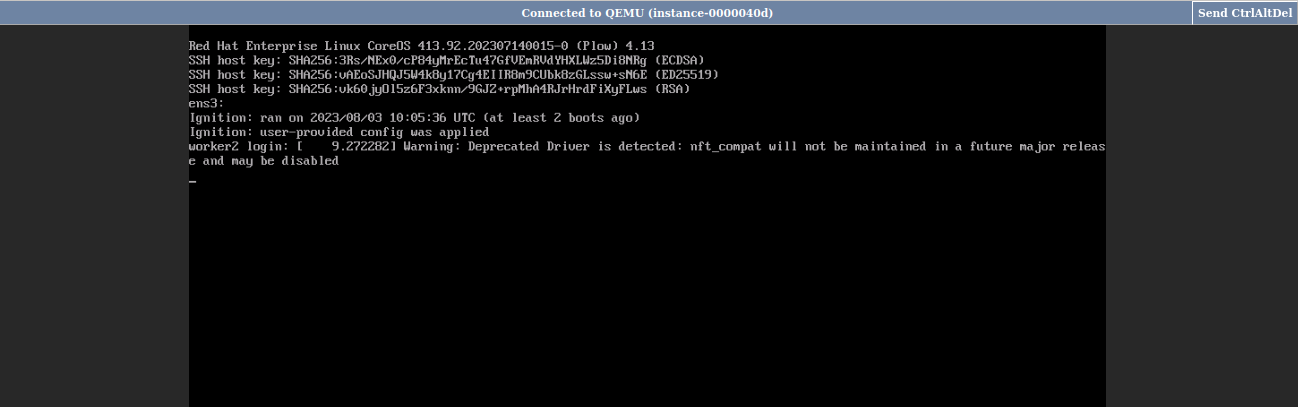 Connected to QEMU (instance-0000040d)
Send CtrlAltDel
Red Hat Enterprise Linux CoreOS 413.92.202307140015-0 (Plow) 4.13
SSH host key: SHA256:3Rs/NEx0/cP84yMrEcTu47GfVEmRVdYHXLWz5Di8NRg (ECDSA)
SSH host key: SHA256:vAEoSJHQJ5W4k8y17Cg4EIIR8m9CUbk8zGLssw+sN6E (ED25519)
SSH host key: SHA256:vk60jyOl5z6F3xknn/9GJZ+rpMhA4RJrHrdFiXyFLws (RSA)
ens3:
Ignition: ran on 2023/08/03 10:05:36 UTC (at least 2 boots ago)
Ignition: user-provided config was applied
worker2 login: [    9.272282] Warning: Deprecated Driver is detected: nft_compat will not be maintained in a future major releas
e and may be disabled